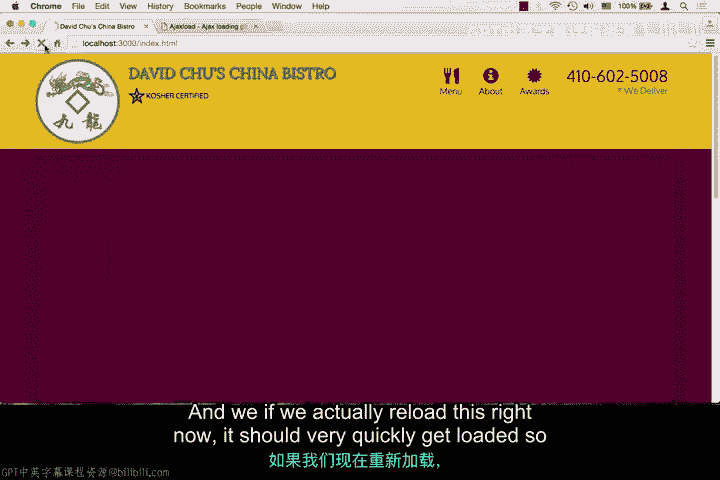 Chrome File Edit View History Bookmarks People Window Help 100%
David Chu's China Bistro
Ajaxload - Ajax loading gif
localhost:3000/index.html
DAVID CHU'S CHINA BISTRO
KOSHER CERTIFIED
九 龍
Menu
About
Awards
410-602-5008
* We Deliver
And we if we actually reload this right
now, it should very quickly get loaded so
如果我们现在重新加载,
GPT中英字幕课程资源@bilibili.com